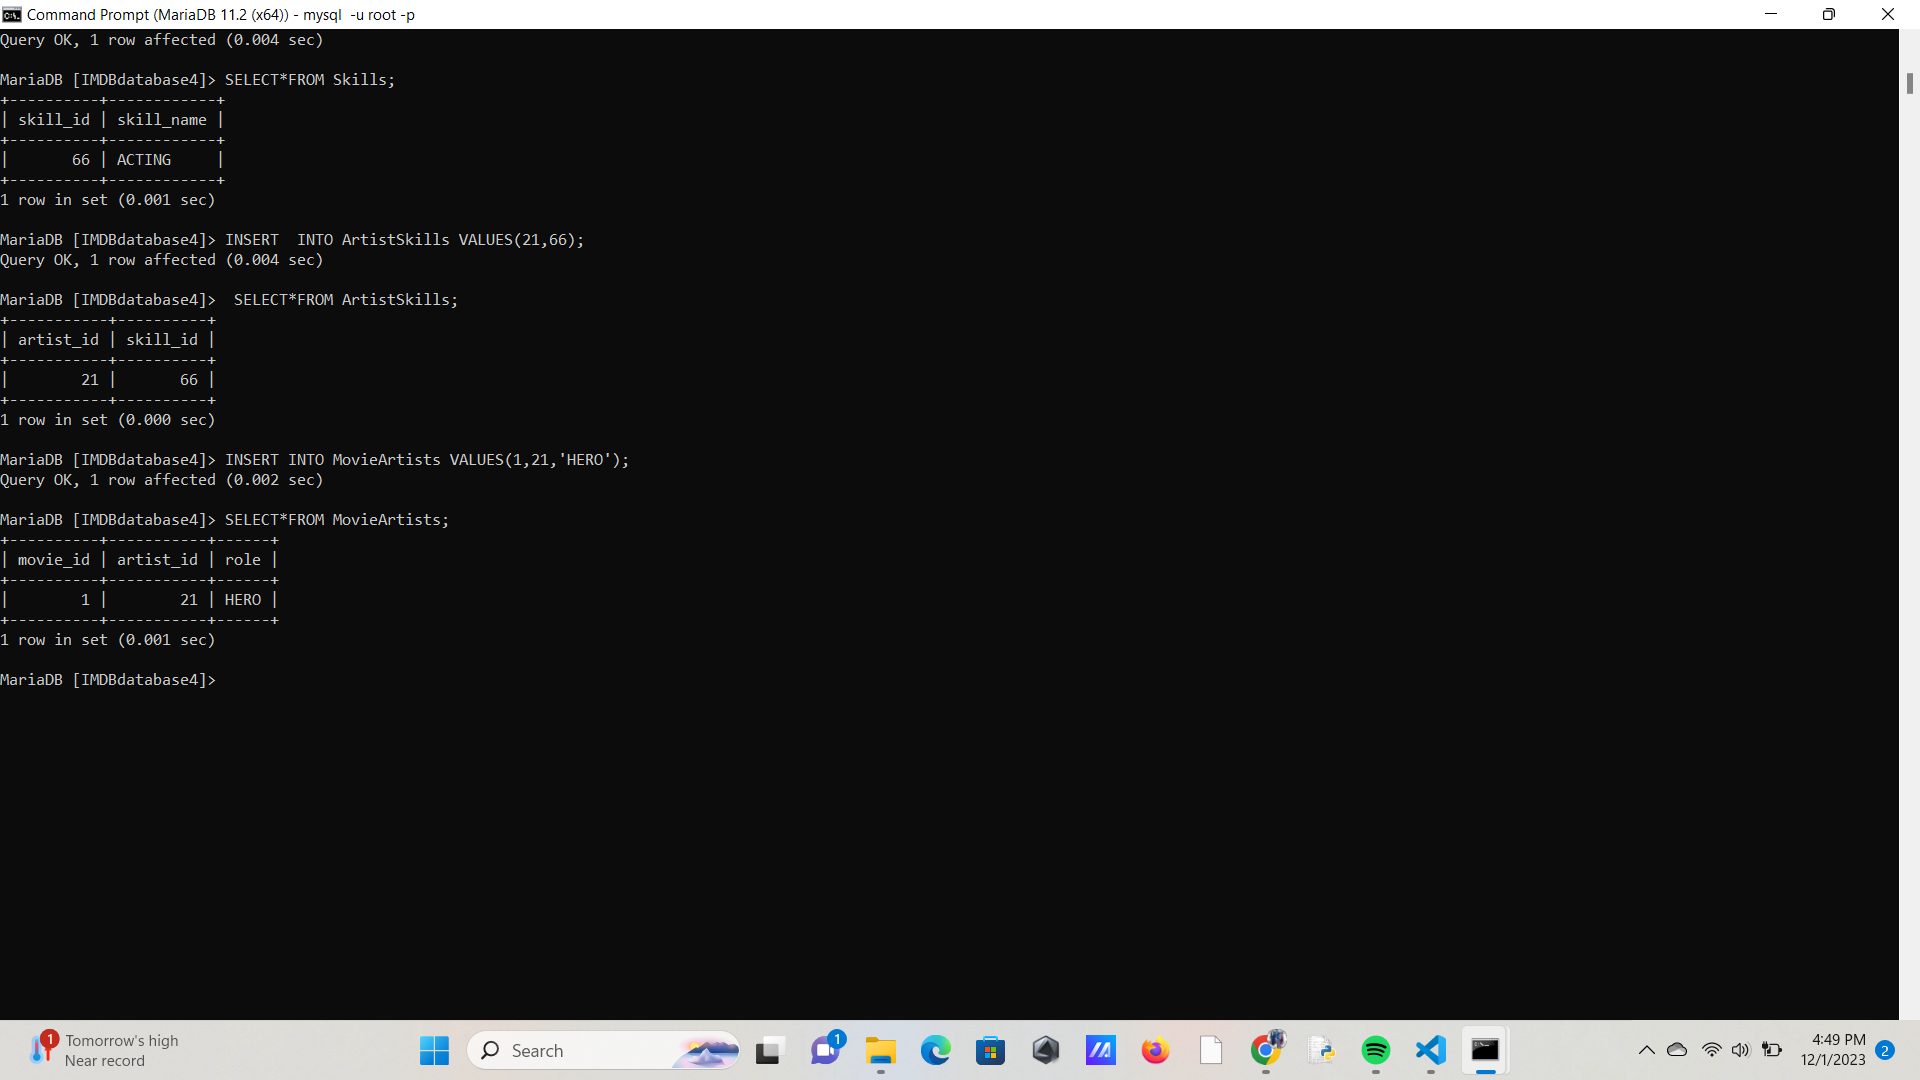 Command Prompt (MariaDB 11.2 (x64)) - mysql  -u root -p
Query OK, 1 row affected (0.004 sec)
MariaDB [IMDBdatabase4]> SELECT*FROM Skills;
+----------+------------+
| skill_id | skill_name |
+----------+------------+
|       66 | ACTING     |
+----------+------------+
1 row in set (0.001 sec)
MariaDB [IMDBdatabase4]> INSERT  INTO ArtistSkills VALUES(21,66);
Query OK, 1 row affected (0.004 sec)
MariaDB [IMDBdatabase4]>  SELECT*FROM ArtistSkills;
+-----------+----------+
| artist_id | skill_id |
+-----------+----------+
|        21 |       66 |
+-----------+----------+
1 row in set (0.000 sec)
MariaDB [IMDBdatabase4]> INSERT INTO MovieArtists VALUES(1,21,'HERO');
Query OK, 1 row affected (0.002 sec)
MariaDB [IMDBdatabase4]> SELECT*FROM MovieArtists;
+----------+-----------+------+
| movie_id | artist_id | role |
+----------+-----------+------+
|        1 |        21 | HERO |
+----------+-----------+------+
1 row in set (0.001 sec)
MariaDB [IMDBdatabase4]>
1
Tomorrow's high
Near record
Search
1
4:49 PM
12/1/2023
2